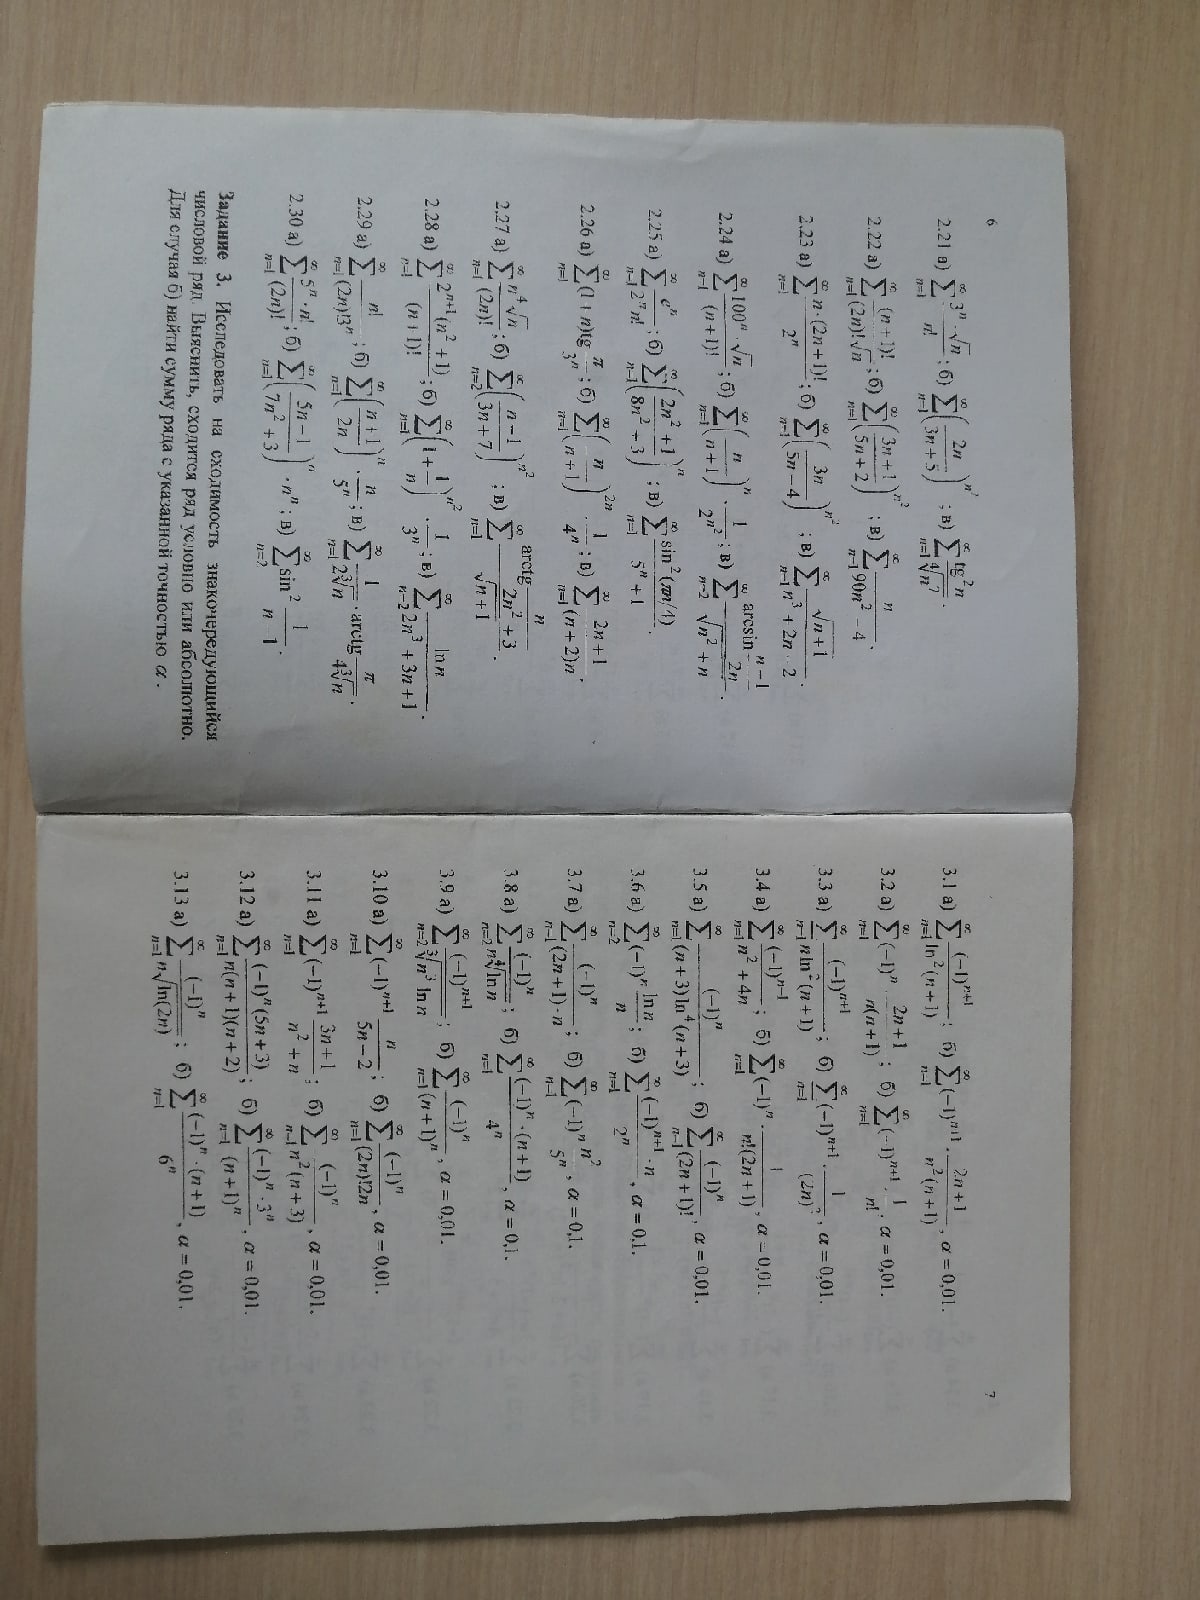 6
2.21 а) $\sum_{n=1}^{\infty}\frac{3^n\cdot\sqrt{n}}{n!}$; б) $\sum_{n=1}^{\infty}\left(\frac{2n}{3n+5}\right)^{n^2}$; в) $\sum_{n=1}^{\infty}\frac{\text{tg}^2 n}{\sqrt[4]{n^7}}$.
2.22 а) $\sum_{n=1}^{\infty}\frac{(n+1)!}{(2n)!\sqrt{n}}$; б) $\sum_{n=1}^{\infty}\left(\frac{3n+1}{5n+2}\right)^{n^2}$; в) $\sum_{n=1}^{\infty}\frac{n}{90n^2-4}$.
2.23 а) $\sum_{n=1}^{\infty}\frac{n\cdot(2n+1)!}{2^n}$; б) $\sum_{n=1}^{\infty}\left(\frac{3n}{5n-4}\right)^{n^2}$; в) $\sum_{n=1}^{\infty}\frac{\sqrt{n+1}}{n^3+2n-2}$.
2.24 а) $\sum_{n=1}^{\infty}\frac{100^n\cdot\sqrt{n}}{(n+1)!}$; б) $\sum_{n=1}^{\infty}\left(\frac{n}{n+1}\right)^n\cdot\frac{1}{2^{n^2}}$; в) $\sum_{n=2}^{\infty}\frac{\arcsin\frac{n-1}{2n}}{\sqrt{n^2+n}}$.
2.25 а) $\sum_{n=1}^{\infty}\frac{e^n}{2^n n!}$; б) $\sum_{n=1}^{\infty}\left(\frac{2n^2+1}{8n^2+3}\right)^n$; в) $\sum_{n=1}^{\infty}\frac{\sin^2(\pi n/4)}{5^n+1}$.
2.26 а) $\sum_{n=1}^{\infty}(1+n)\text{tg}\frac{\pi}{3^n}$; б) $\sum_{n=1}^{\infty}\left(\frac{n}{n+1}\right)^{2n}\cdot\frac{1}{4^n}$; в) $\sum_{n=1}^{\infty}\frac{2n+1}{(n+2)n}$.
2.27 а) $\sum_{n=1}^{\infty}\frac{n^4\sqrt{n}}{(2n)!}$; б) $\sum_{n=2}^{\infty}\left(\frac{n-1}{3n+7}\right)^{n^2}$; в) $\sum_{n=1}^{\infty}\frac{\text{arctg}\frac{n}{2n^2+3}}{\sqrt{n+1}}$.
2.28 а) $\sum_{n=1}^{\infty}\frac{2^{n+1}(n^2+1)}{(n+1)!}$; б) $\sum_{n=1}^{\infty}\left(1+\frac{1}{n}\right)^{n^2}\cdot\frac{1}{3^n}$; в) $\sum_{n=2}^{\infty}\frac{\ln n}{2n^3+3n+1}$.
2.29 а) $\sum_{n=1}^{\infty}\frac{n!}{(2n)!3^n}$; б) $\sum_{n=1}^{\infty}\left(\frac{n+1}{2n}\right)^n\cdot\frac{n}{5^n}$; в) $\sum_{n=1}^{\infty}\frac{1}{2\sqrt[3]{n}}\cdot\text{arctg}\frac{\pi}{4\sqrt[3]{n}}$.
2.30 а) $\sum_{n=1}^{\infty}\frac{5^n\cdot n!}{(2n)!}$; б) $\sum_{n=1}^{\infty}\left(\frac{5n-1}{7n^2+3}\right)^n\cdot n^n$; в) $\sum_{n=2}^{\infty}\sin^2\frac{1}{n-1}$.
Задание 3. Исследовать на сходимость знакочередующийся
числовой ряд. Выяснить, сходится ряд условно или абсолютно.
Для случая б) найти сумму ряда с указанной точностью $\alpha$.
7
3.1 а) $\sum_{n=1}^{\infty}\frac{(-1)^{n+1}}{\ln^2(n+1)}$; б) $\sum_{n=1}^{\infty}(-1)^{n+1}\cdot\frac{2n+1}{n^2(n+1)}$, $\alpha=0,01$.
3.2 а) $\sum_{n=1}^{\infty}(-1)^n\cdot\frac{2n+1}{n(n+1)}$; б) $\sum_{n=1}^{\infty}(-1)^{n+1}\cdot\frac{1}{n!}$. $\alpha=0,01$.
3.3 а) $\sum_{n=1}^{\infty}\frac{(-1)^{n+1}}{n\ln^2(n+1)}$; б) $\sum_{n=1}^{\infty}(-1)^{n+1}\cdot\frac{1}{(2n)^3}$, $\alpha=0,01$.
3.4 а) $\sum_{n=1}^{\infty}\frac{(-1)^{n-1}}{n^2+4n}$; б) $\sum_{n=1}^{\infty}(-1)^n\cdot\frac{1}{n!(2n+1)}$, $\alpha=0,01$.
3.5 а) $\sum_{n=1}^{\infty}\frac{(-1)^n}{(n+3)\ln^4(n+3)}$; б) $\sum_{n=1}^{\infty}\frac{(-1)^n}{(2n+1)!}$, $\alpha=0,01$.
3.6 а) $\sum_{n=2}^{\infty}(-1)^n\frac{\ln n}{n}$; б) $\sum_{n=1}^{\infty}\frac{(-1)^{n+1}\cdot n}{2^n}$, $\alpha=0,1$.
3.7 а) $\sum_{n=1}^{\infty}\frac{(-1)^n}{(2n+1)\cdot n}$; б) $\sum_{n=1}^{\infty}(-1)^n\frac{n^2}{5^n}$, $\alpha=0,1$.
3.8 а) $\sum_{n=2}^{\infty}\frac{(-1)^n}{n\sqrt[4]{\ln n}}$; б) $\sum_{n=1}^{\infty}\frac{(-1)^n\cdot(n+1)}{4^n}$, $\alpha=0,1$.
3.9 а) $\sum_{n=2}^{\infty}\frac{(-1)^{n+1}}{\sqrt[3]{n^3}\ln n}$; б) $\sum_{n=1}^{\infty}\frac{(-1)^n}{(n+1)^n}$, $\alpha=0,01$.
3.10 а) $\sum_{n=1}^{\infty}(-1)^{n+1}\frac{n}{5n-2}$; б) $\sum_{n=1}^{\infty}\frac{(-1)^n}{(2n)!2n}$, $\alpha=0,01$.
3.11 а) $\sum_{n=1}^{\infty}(-1)^{n+1}\frac{3n+1}{n^2+n}$; б) $\sum_{n=1}^{\infty}\frac{(-1)^n}{n^2(n+3)}$, $\alpha=0,01$.
3.12 а) $\sum_{n=1}^{\infty}\frac{(-1)^n(5n+3)}{n(n+1)(n+2)}$; б) $\sum_{n=1}^{\infty}\frac{(-1)^n\cdot 3^n}{(n+1)^n}$, $\alpha=0,01$.
3.13 а) $\sum_{n=1}^{\infty}\frac{(-1)^n}{n\sqrt{\ln(2n)}}$; б) $\sum_{n=1}^{\infty}\frac{(-1)^n\cdot(n+1)}{6^n}$, $\alpha=0,01$.